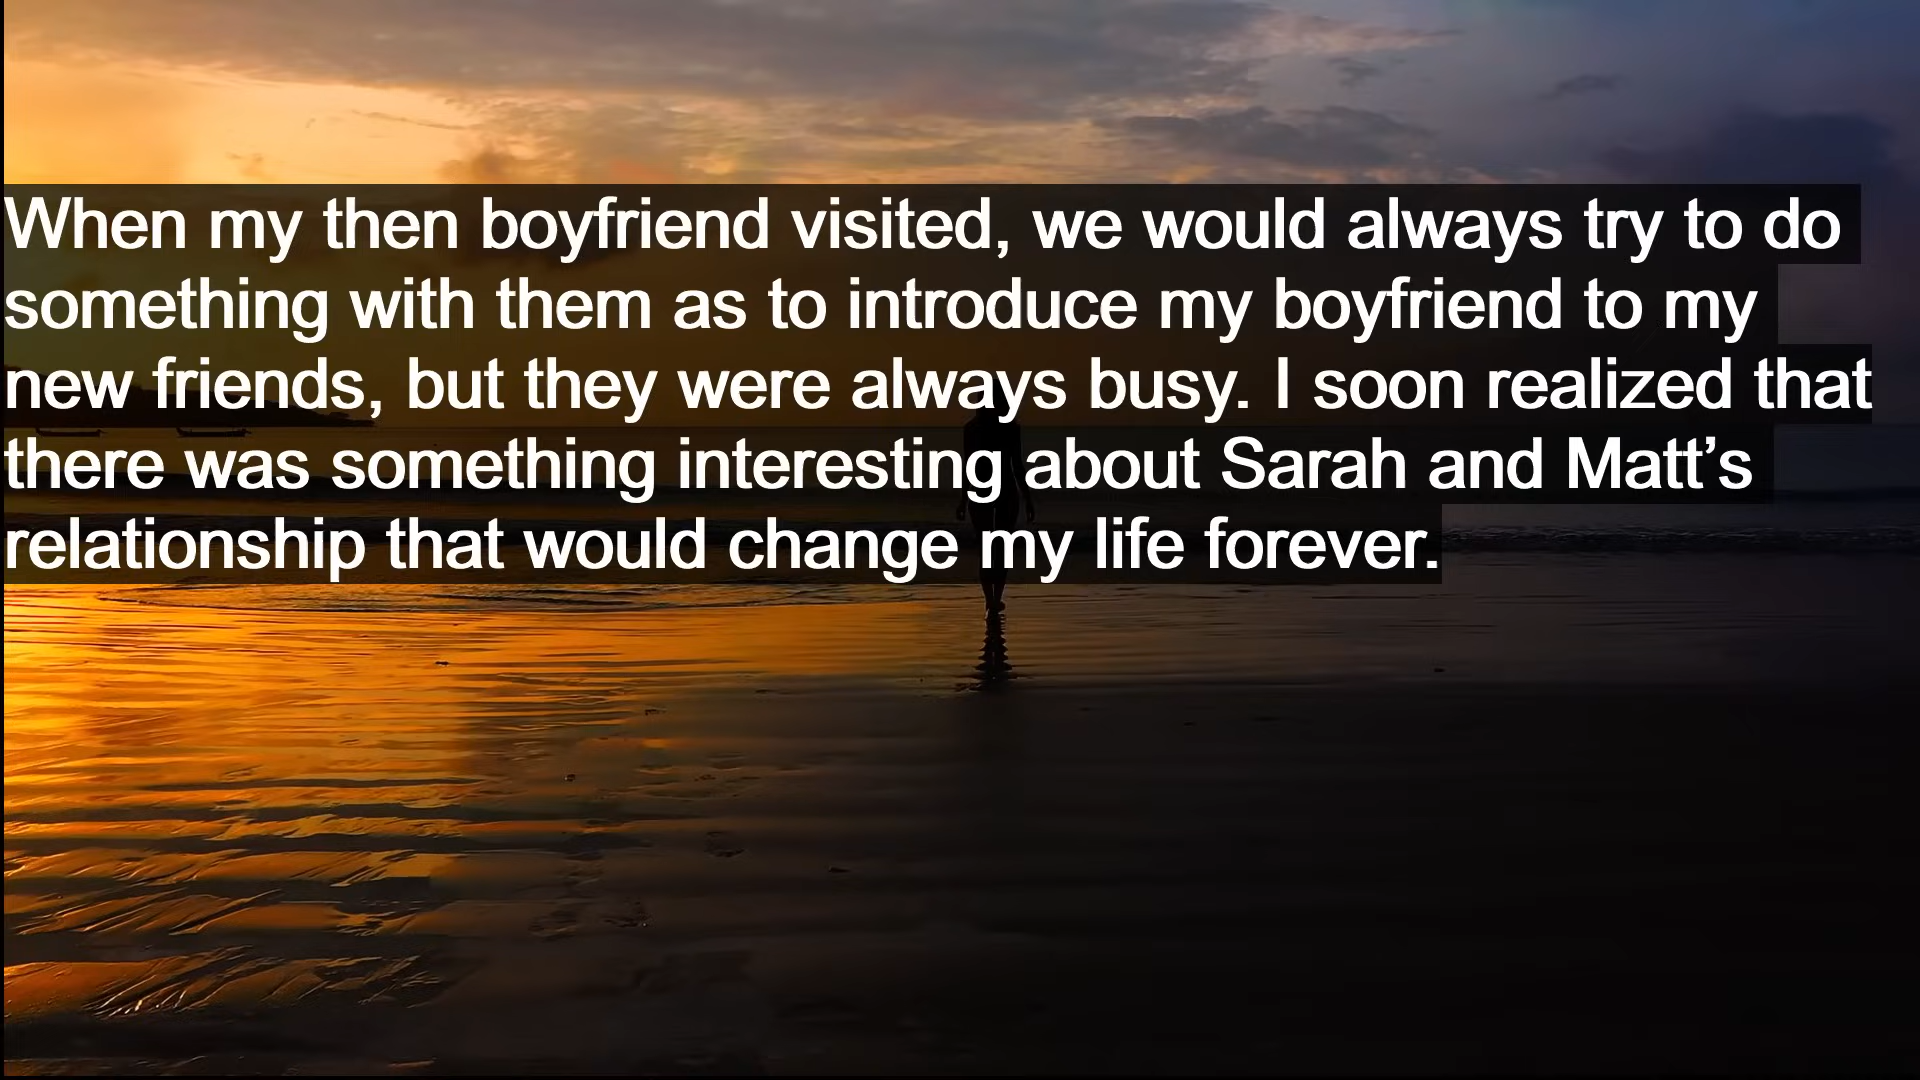 When my then boyfriend visited, we would always try to do
something with them as to introduce my boyfriend to my
new friends, but they were always busy. I soon realized that
there was something interesting about Sarah and Matt’s
relationship that would change my life forever.